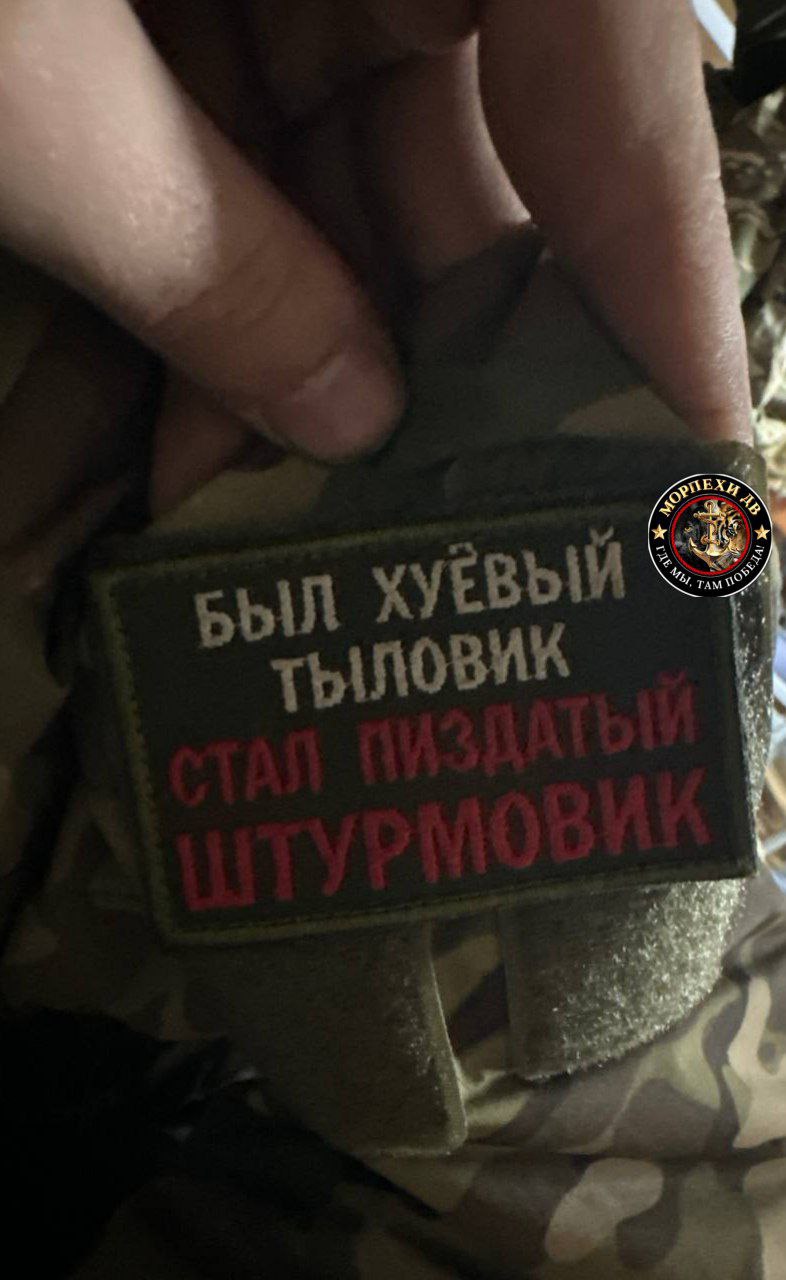 БЫЛ ХУЁВЫЙ
ТЫЛОВИК
СТАЛ ПИЗДАТЫЙ
ШТУРМОВИК
МОРПЕХИ ДВ
ГДЕ МЫ, ТАМ ПОБЕДА!